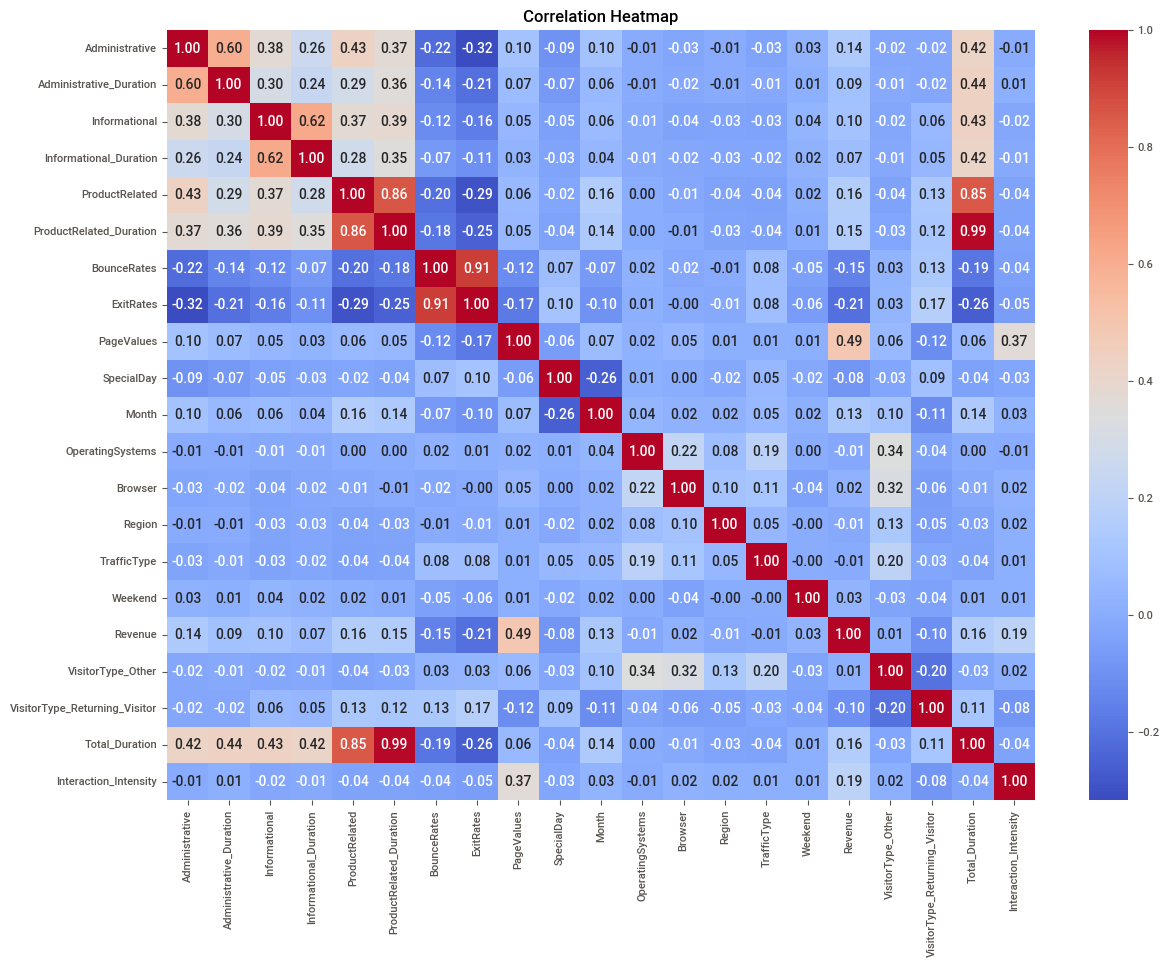 Correlation Heatmap
Administrative 1.00 0.60 0.38 0.26 0.43 0.37 -0.22 -0.32 0.10 -0.09 0.10 -0.01 -0.03 -0.01 -0.03 0.03 0.14 -0.02 -0.02 0.42 -0.01
Administrative_Duration 0.60 1.00 0.30 0.24 0.29 0.36 -0.14 -0.21 0.07 -0.07 0.06 -0.01 -0.02 -0.01 -0.01 0.01 0.09 -0.01 -0.02 0.44 0.01
Informational 0.38 0.30 1.00 0.62 0.37 0.39 -0.12 -0.16 0.05 -0.05 0.06 -0.01 -0.04 -0.03 -0.03 0.04 0.10 -0.02 0.06 0.43 -0.02
Informational_Duration 0.26 0.24 0.62 1.00 0.28 0.35 -0.07 -0.11 0.03 -0.03 0.04 -0.01 -0.02 -0.03 -0.02 0.02 0.07 -0.01 0.05 0.42 -0.01
ProductRelated 0.43 0.29 0.37 0.28 1.00 0.86 -0.20 -0.29 0.06 -0.02 0.16 0.00 -0.01 -0.04 -0.04 0.02 0.16 -0.04 0.13 0.85 -0.04
ProductRelated_Duration 0.37 0.36 0.39 0.35 0.86 1.00 -0.18 -0.25 0.05 -0.04 0.14 0.00 -0.01 -0.03 -0.04 0.01 0.15 -0.03 0.12 0.99 -0.04
BounceRates -0.22 -0.14 -0.12 -0.07 -0.20 -0.18 1.00 0.91 -0.12 0.07 -0.07 0.02 -0.02 -0.01 0.08 -0.05 -0.15 0.03 0.13 -0.19 -0.04
ExitRates -0.32 -0.21 -0.16 -0.11 -0.29 -0.25 0.91 1.00 -0.17 0.10 -0.10 0.01 -0.00 -0.01 0.08 -0.06 -0.21 0.03 0.17 -0.26 -0.05
PageValues 0.10 0.07 0.05 0.03 0.06 0.05 -0.12 -0.17 1.00 -0.06 0.07 0.02 0.05 0.01 0.01 0.01 0.49 0.06 -0.12 0.06 0.37
SpecialDay -0.09 -0.07 -0.05 -0.03 -0.02 -0.04 0.07 0.10 -0.06 1.00 -0.26 0.01 0.00 -0.02 0.05 -0.02 -0.08 -0.03 0.09 -0.04 -0.03
Month 0.10 0.06 0.06 0.04 0.16 0.14 -0.07 -0.10 0.07 -0.26 1.00 0.04 0.02 0.02 0.05 0.02 0.13 0.10 -0.11 0.14 0.03
OperatingSystems -0.01 -0.01 -0.01 -0.01 0.00 0.00 0.02 0.01 0.02 0.01 0.04 1.00 0.22 0.08 0.19 0.00 -0.01 0.34 -0.04 0.00 -0.01
Browser -0.03 -0.02 -0.04 -0.02 -0.01 -0.01 -0.02 -0.00 0.05 0.00 0.02 0.22 1.00 0.10 0.11 -0.04 0.02 0.32 -0.06 -0.01 0.02
Region -0.01 -0.01 -0.03 -0.03 -0.04 -0.03 -0.01 -0.01 0.01 -0.02 0.02 0.08 0.10 1.00 0.05 -0.00 -0.01 0.13 -0.05 -0.03 0.02
TrafficType -0.03 -0.01 -0.03 -0.02 -0.04 -0.04 0.08 0.08 0.01 0.05 0.05 0.19 0.11 0.05 1.00 -0.00 -0.01 0.20 -0.03 -0.04 0.01
Weekend 0.03 0.01 0.04 0.02 0.02 0.01 -0.05 -0.06 0.01 -0.02 0.02 0.00 -0.04 -0.00 -0.00 1.00 0.03 -0.03 -0.04 0.01 0.01
Revenue 0.14 0.09 0.10 0.07 0.16 0.15 -0.15 -0.21 0.49 -0.08 0.13 -0.01 0.02 -0.01 -0.01 0.03 1.00 0.01 -0.10 0.16 0.19
VisitorType_Other -0.02 -0.01 -0.02 -0.01 -0.04 -0.03 0.03 0.03 0.06 -0.03 0.10 0.34 0.32 0.13 0.20 -0.03 0.01 1.00 -0.20 -0.03 0.02
VisitorType_Returning_Visitor -0.02 -0.02 0.06 0.05 0.13 0.12 0.13 0.17 -0.12 0.09 -0.11 -0.04 -0.06 -0.05 -0.03 -0.04 -0.10 -0.20 1.00 0.11 -0.08
Total_Duration 0.42 0.44 0.43 0.42 0.85 0.99 -0.19 -0.26 0.06 -0.04 0.14 0.00 -0.01 -0.03 -0.04 0.01 0.16 -0.03 0.11 1.00 -0.04
Interaction_Intensity -0.01 0.01 -0.02 -0.01 -0.04 -0.04 -0.04 -0.05 0.37 -0.03 0.03 -0.01 0.02 0.02 0.01 0.01 0.19 0.02 -0.08 -0.04 1.00
Administrative
Administrative_Duration
Informational
Informational_Duration
ProductRelated
ProductRelated_Duration
BounceRates
ExitRates
PageValues
SpecialDay
Month
OperatingSystems
Browser
Region
TrafficType
Weekend
Revenue
VisitorType_Other
VisitorType_Returning_Visitor
Total_Duration
Interaction_Intensity
1.0
0.8
0.6
0.4
0.2
0.0
-0.2